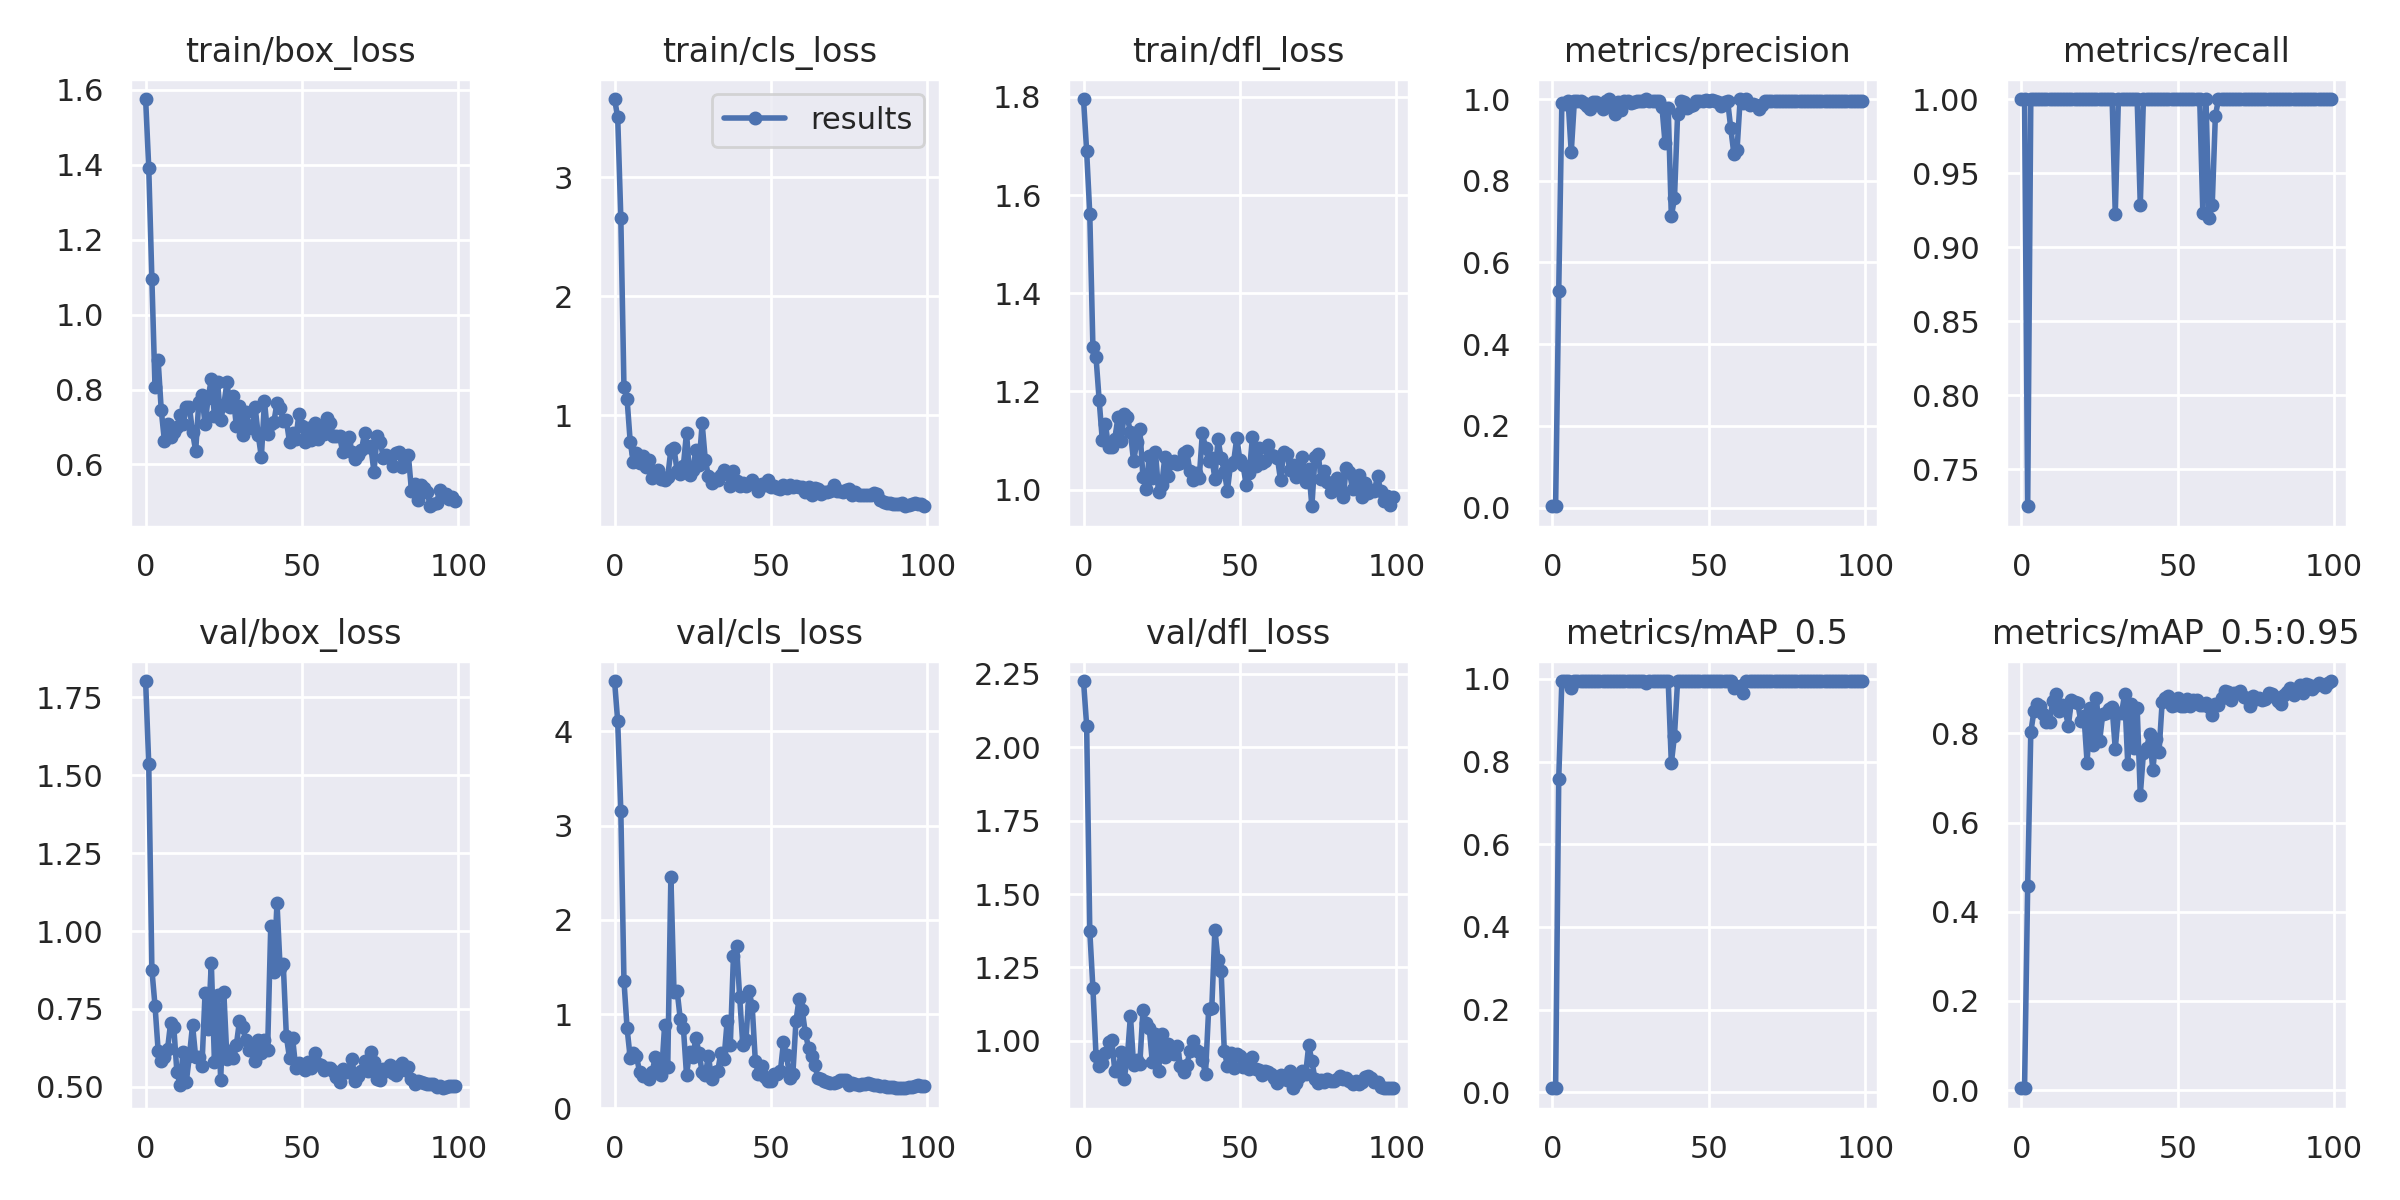 train/box_loss
train/cls_loss
train/dfl_loss
metrics/precision
metrics/recall
1.6
1.4
1.2
1.0
0.8
0.6
0 50 100
results
3
2
1
0 50 100
1.8
1.6
1.4
1.2
1.0
0 50 100
1.0
0.8
0.6
0.4
0.2
0.0
0 50 100
1.00
0.95
0.90
0.85
0.80
0.75
0 50 100
val/box_loss
val/cls_loss
val/dfl_loss
metrics/mAP_0.5
metrics/mAP_0.5:0.95
1.75
1.50
1.25
1.00
0.75
0.50
0 50 100
4
3
2
1
0
0 50 100
2.25
2.00
1.75
1.50
1.25
1.00
0 50 100
1.0
0.8
0.6
0.4
0.2
0.0
0 50 100
0.8
0.6
0.4
0.2
0.0
0 50 100